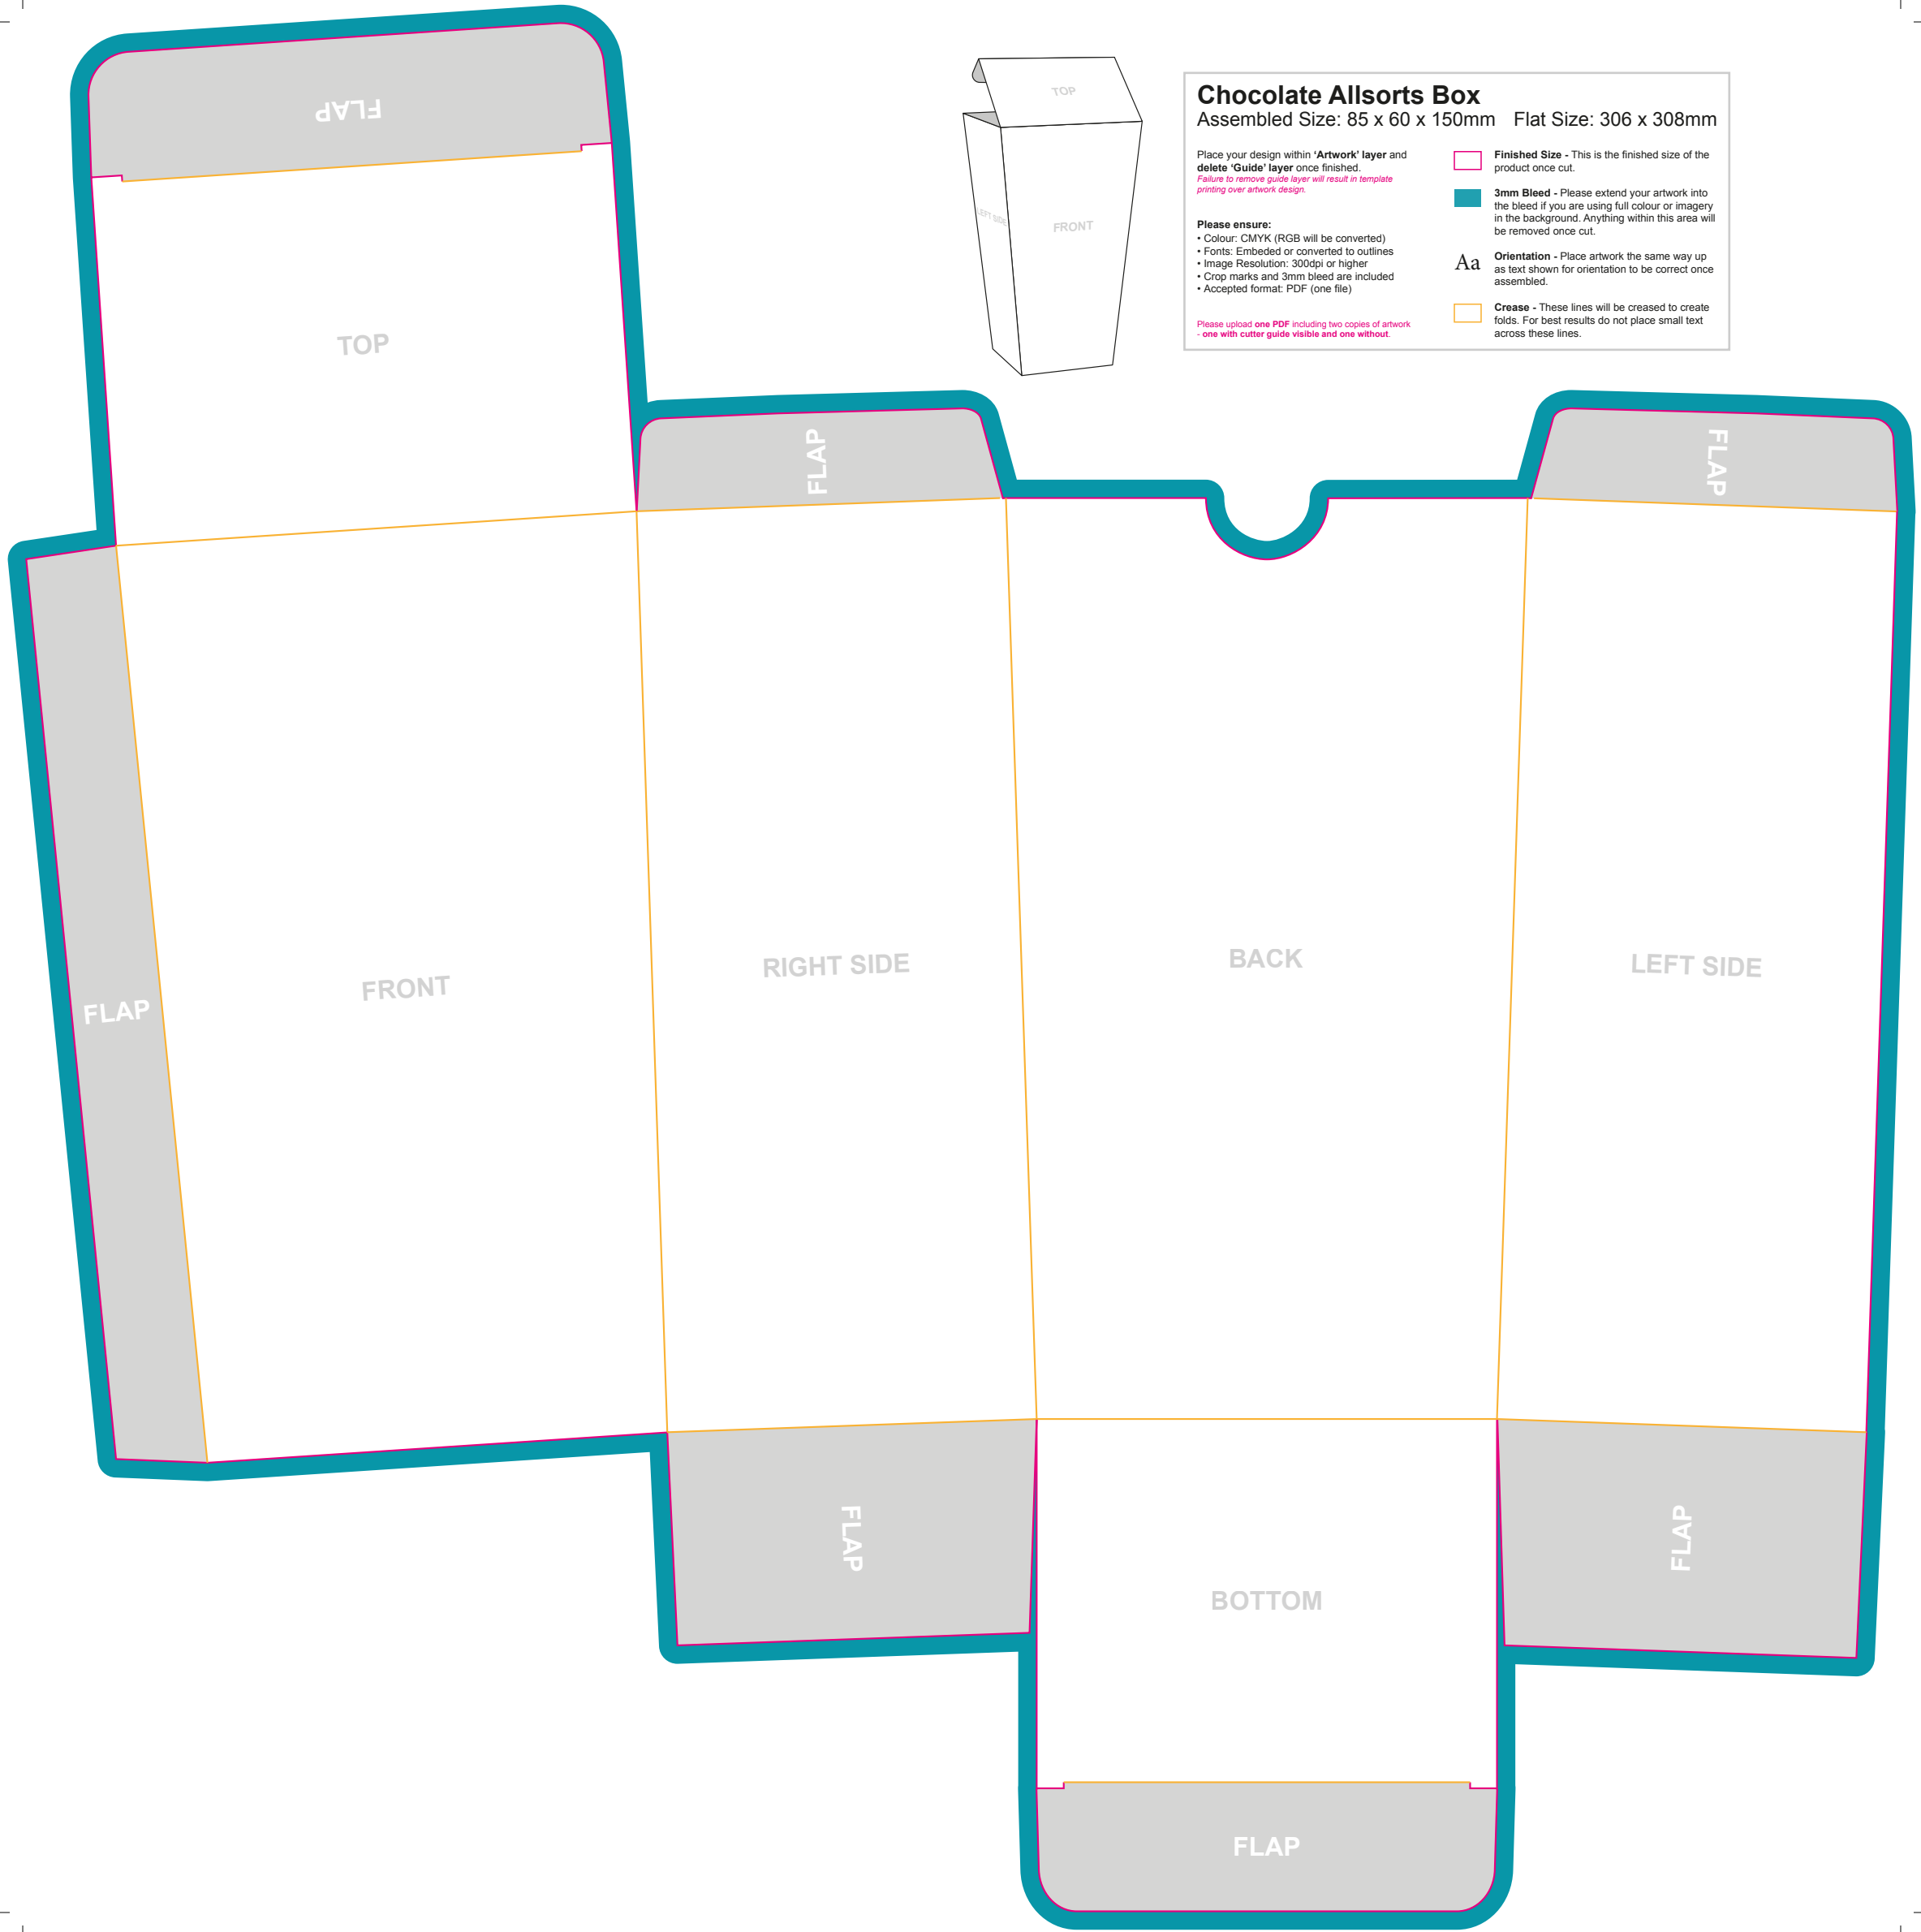 FLAP
TOP
TOP
LEFT SIDE
FRONT
Chocolate Allsorts Box
Assembled Size: 85 x 60 x 150mm Flat Size: 306 x 308mm
Place your design within ‘Artwork’ layer and
delete ‘Guide’ layer once finished.
Failure to remove guide layer will result in template
printing over artwork design.
Please ensure:
• Colour: CMYK (RGB will be converted)
• Fonts: Embeded or converted to outlines
• Image Resolution: 300dpi or higher
• Crop marks and 3mm bleed are included
• Accepted format: PDF (one file)
Please upload one PDF including two copies of artwork
- one with cutter guide visible and one without.
Finished Size - This is the finished size of the
product once cut.
3mm Bleed - Please extend your artwork into
the bleed if you are using full colour or imagery
in the background. Anything within this area will
be removed once cut.
Aa
Orientation - Place artwork the same way up
as text shown for orientation to be correct once
assembled.
Crease - These lines will be creased to create
folds. For best results do not place small text
across these lines.
FLAP
FLAP
FLAP
FRONT
RIGHT SIDE
BACK
LEFT SIDE
FLAP
BOTTOM
FLAP
FLAP